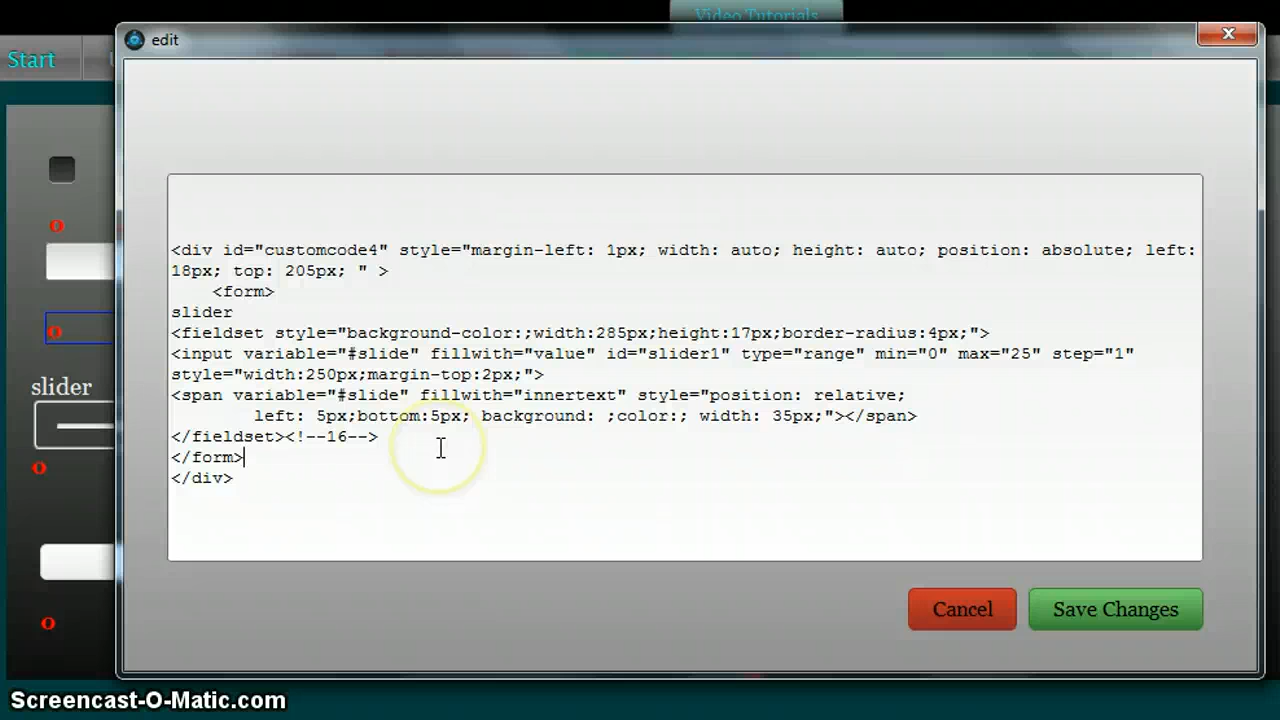 Video Tutorials
edit
Start
<div id="customcode4" style="margin-left: 1px; width: auto; height: auto; position: absolute; left:
18px; top: 205px; " >
<form>
slider
<fieldset style="background-color:;width:285px;height:17px;border-radius:4px;">
<input variable="#slide" fillwith="value" id="slider1" type="range" min="0" max="25" step="1"
style="width:250px;margin-top:2px;">
<span variable="#slide" fillwith="innertext" style="position: relative;
left: 5px;bottom:5px; background: ;color:; width: 35px;"></span>
</fieldset><!--16-->
</form>
</div>
o
o
slider
o
o
Cancel
Save Changes
Screencast-O-Matic.com